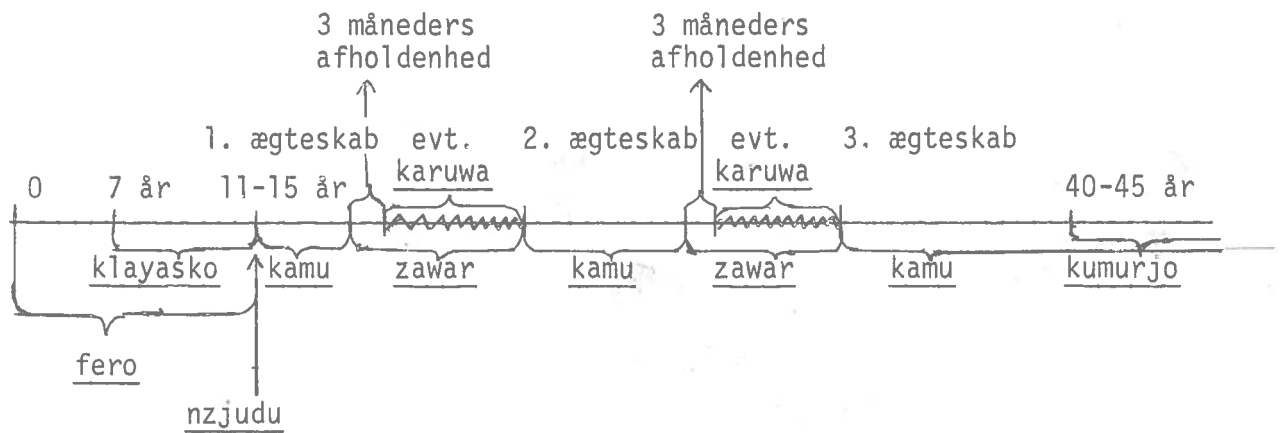 3 måneders afholdenhed
3 måneders afholdenhed
1. ægteskab evt. karuwa 2. ægteskab evt. karuwa 3. ægteskab
0 7 år 11-15 år 40-45 år
klayasko kamu zawar kamu zawar kamu kumurjo
fero
nzjudu